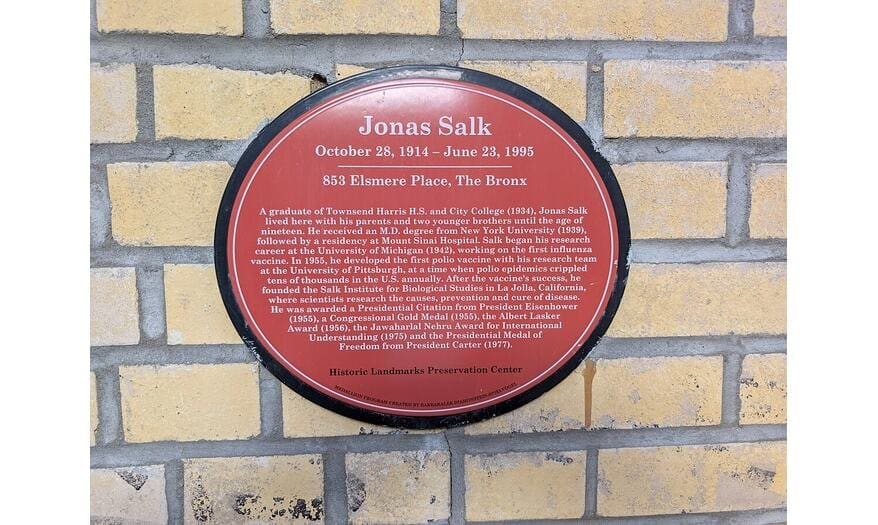 Jonas Salk
October 28, 1914 – June 23, 1995
853 Elsmere Place, The Bronx
A graduate of Townsend Harris H.S. and City College (1934), Jonas Salk
lived here with his parents and two younger brothers until the age of
nineteen. He received an M.D. degree from New York University (1939),
followed by a residency at Mount Sinai Hospital. Salk began his research
career at the University of Michigan (1942), working on the first influenza
vaccine. In 1955, he developed the first polio vaccine with his research team
at the University of Pittsburgh, at a time when polio epidemics crippled
tens of thousands in the U.S. annually. After the vaccine's success, he
founded the Salk Institute for Biological Studies in La Jolla, California,
where scientists research the causes, prevention and cure of disease.
He was awarded a Presidential Citation from President Eisenhower
(1955), a Congressional Gold Medal (1955), the Albert Lasker
Award (1956), the Jawaharlal Nehru Award for International
Understanding (1975) and the Presidential Medal of
Freedom from President Carter (1977).
Historic Landmarks Preservation Center
MEDALLION PROGRAM CREATED BY BARBARALEE DIAMONSTEIN-SPIELVOGEL